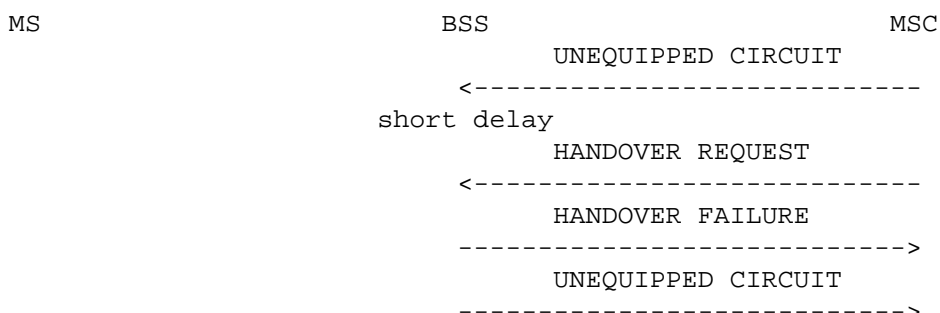 MS BSS MSC
UNEQUIPPED CIRCUIT
<----------------------------
short delay
HANDOVER REQUEST
<----------------------------
HANDOVER FAILURE
---------------------------->
UNEQUIPPED CIRCUIT
---------------------------->